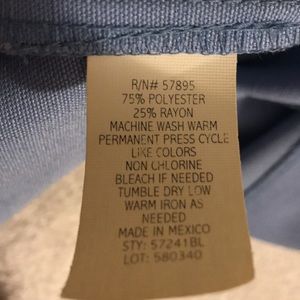 R/N# 57895
75% POLYESTER
25% RAYON
MACHINE WASH WARM
PERMANENT PRESS CYCLE
LIKE COLORS
NON CHLORINE
BLEACH IF NEEDED
TUMBLE DRY LOW
WARM IRON AS
NEEDED
MADE IN MEXICO
STY: 57241BL
LOT: 580340